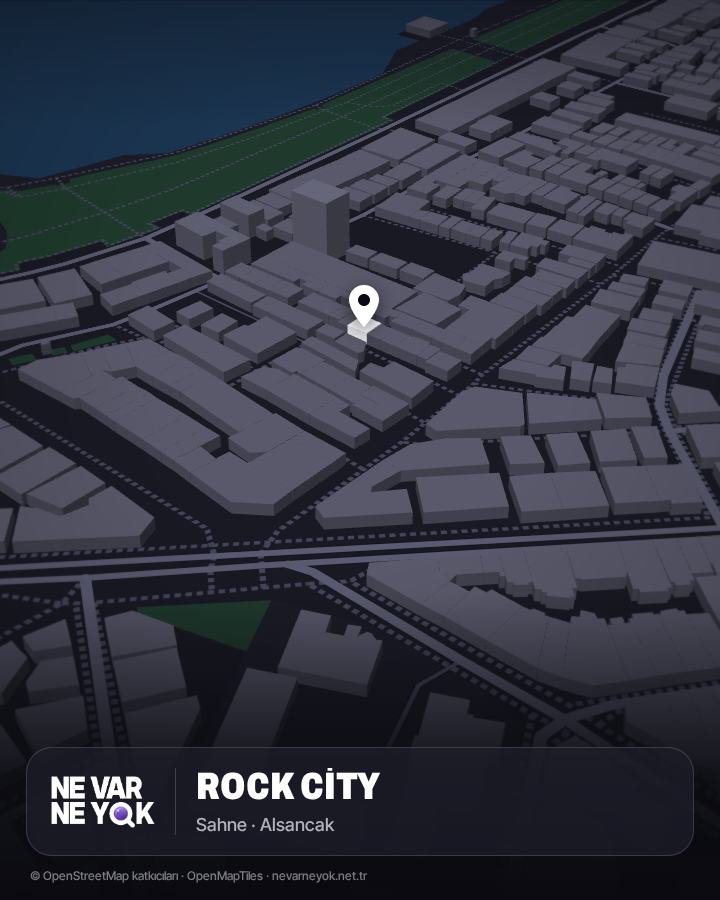 NE VAR
NE YOK
ROCK CİTY
Sahne · Alsancak
© OpenStreetMap katkıcıları · OpenMapTiles · nevarneyok.net.tr